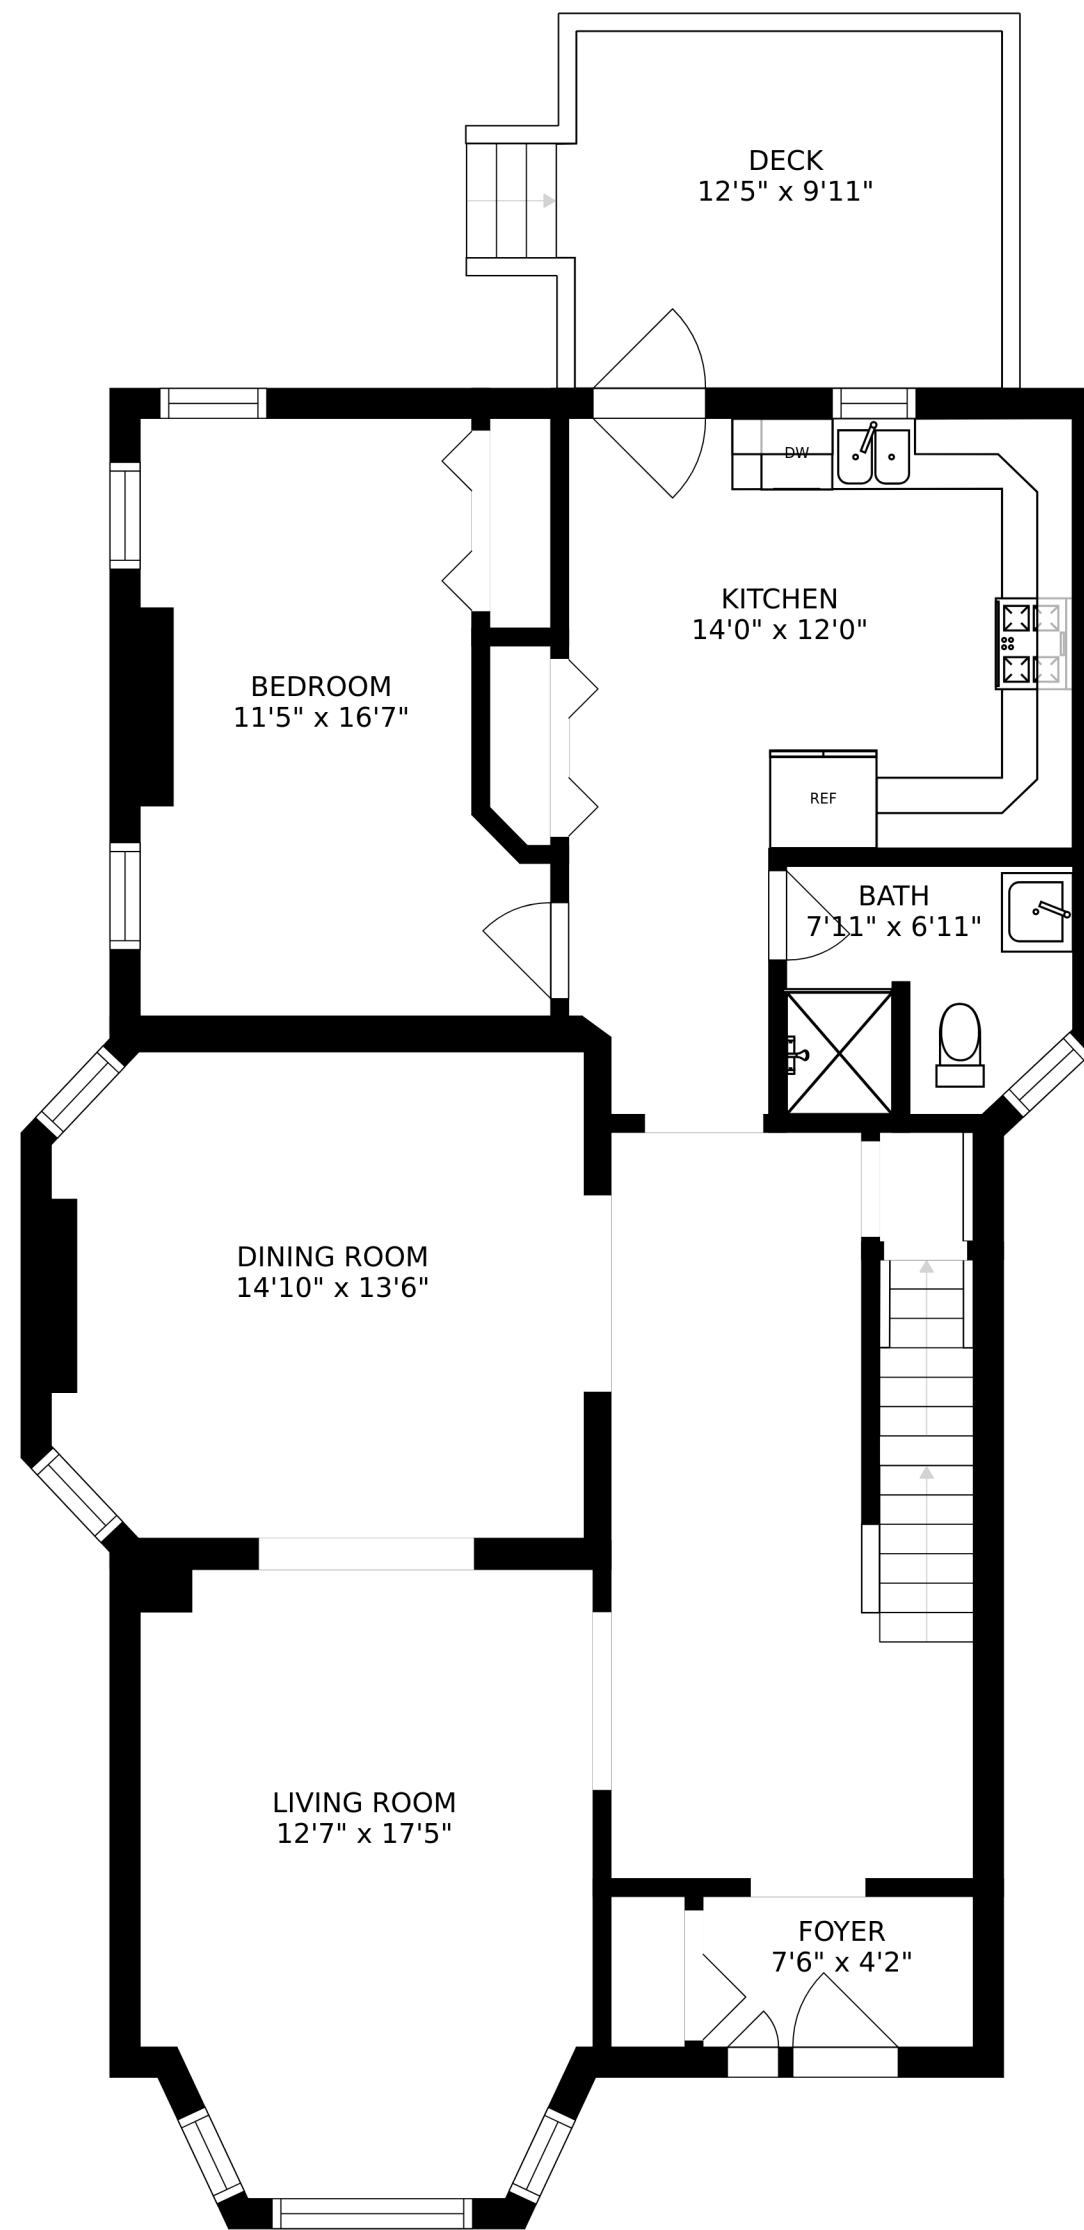 DECK
12'5" x 9'11"
DW
KITCHEN
14'0" x 12'0"
BEDROOM
11'5" x 16'7"
REF
BATH
7'11" x 6'11"
DINING ROOM
14'10" x 13'6"
LIVING ROOM
12'7" x 17'5"
FOYER
7'6" x 4'2"